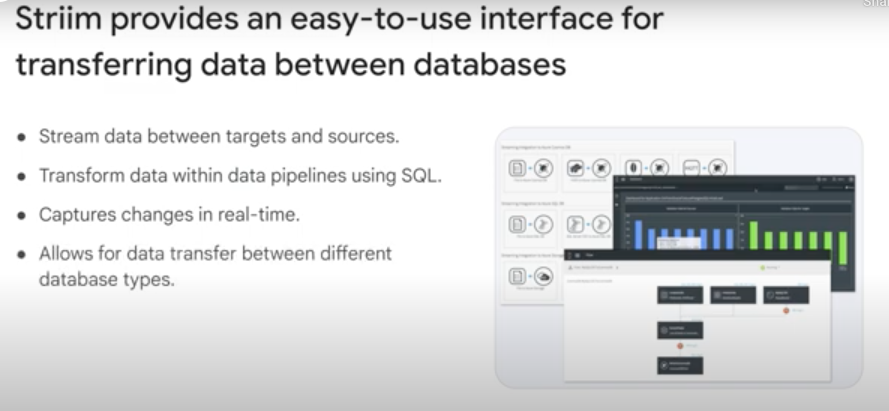 Striim provides an easy-to-use interface for
transferring data between databases
● Stream data between targets and sources.
● Transform data within data pipelines using SQL.
● Captures changes in real-time.
● Allows for data transfer between different
database types.